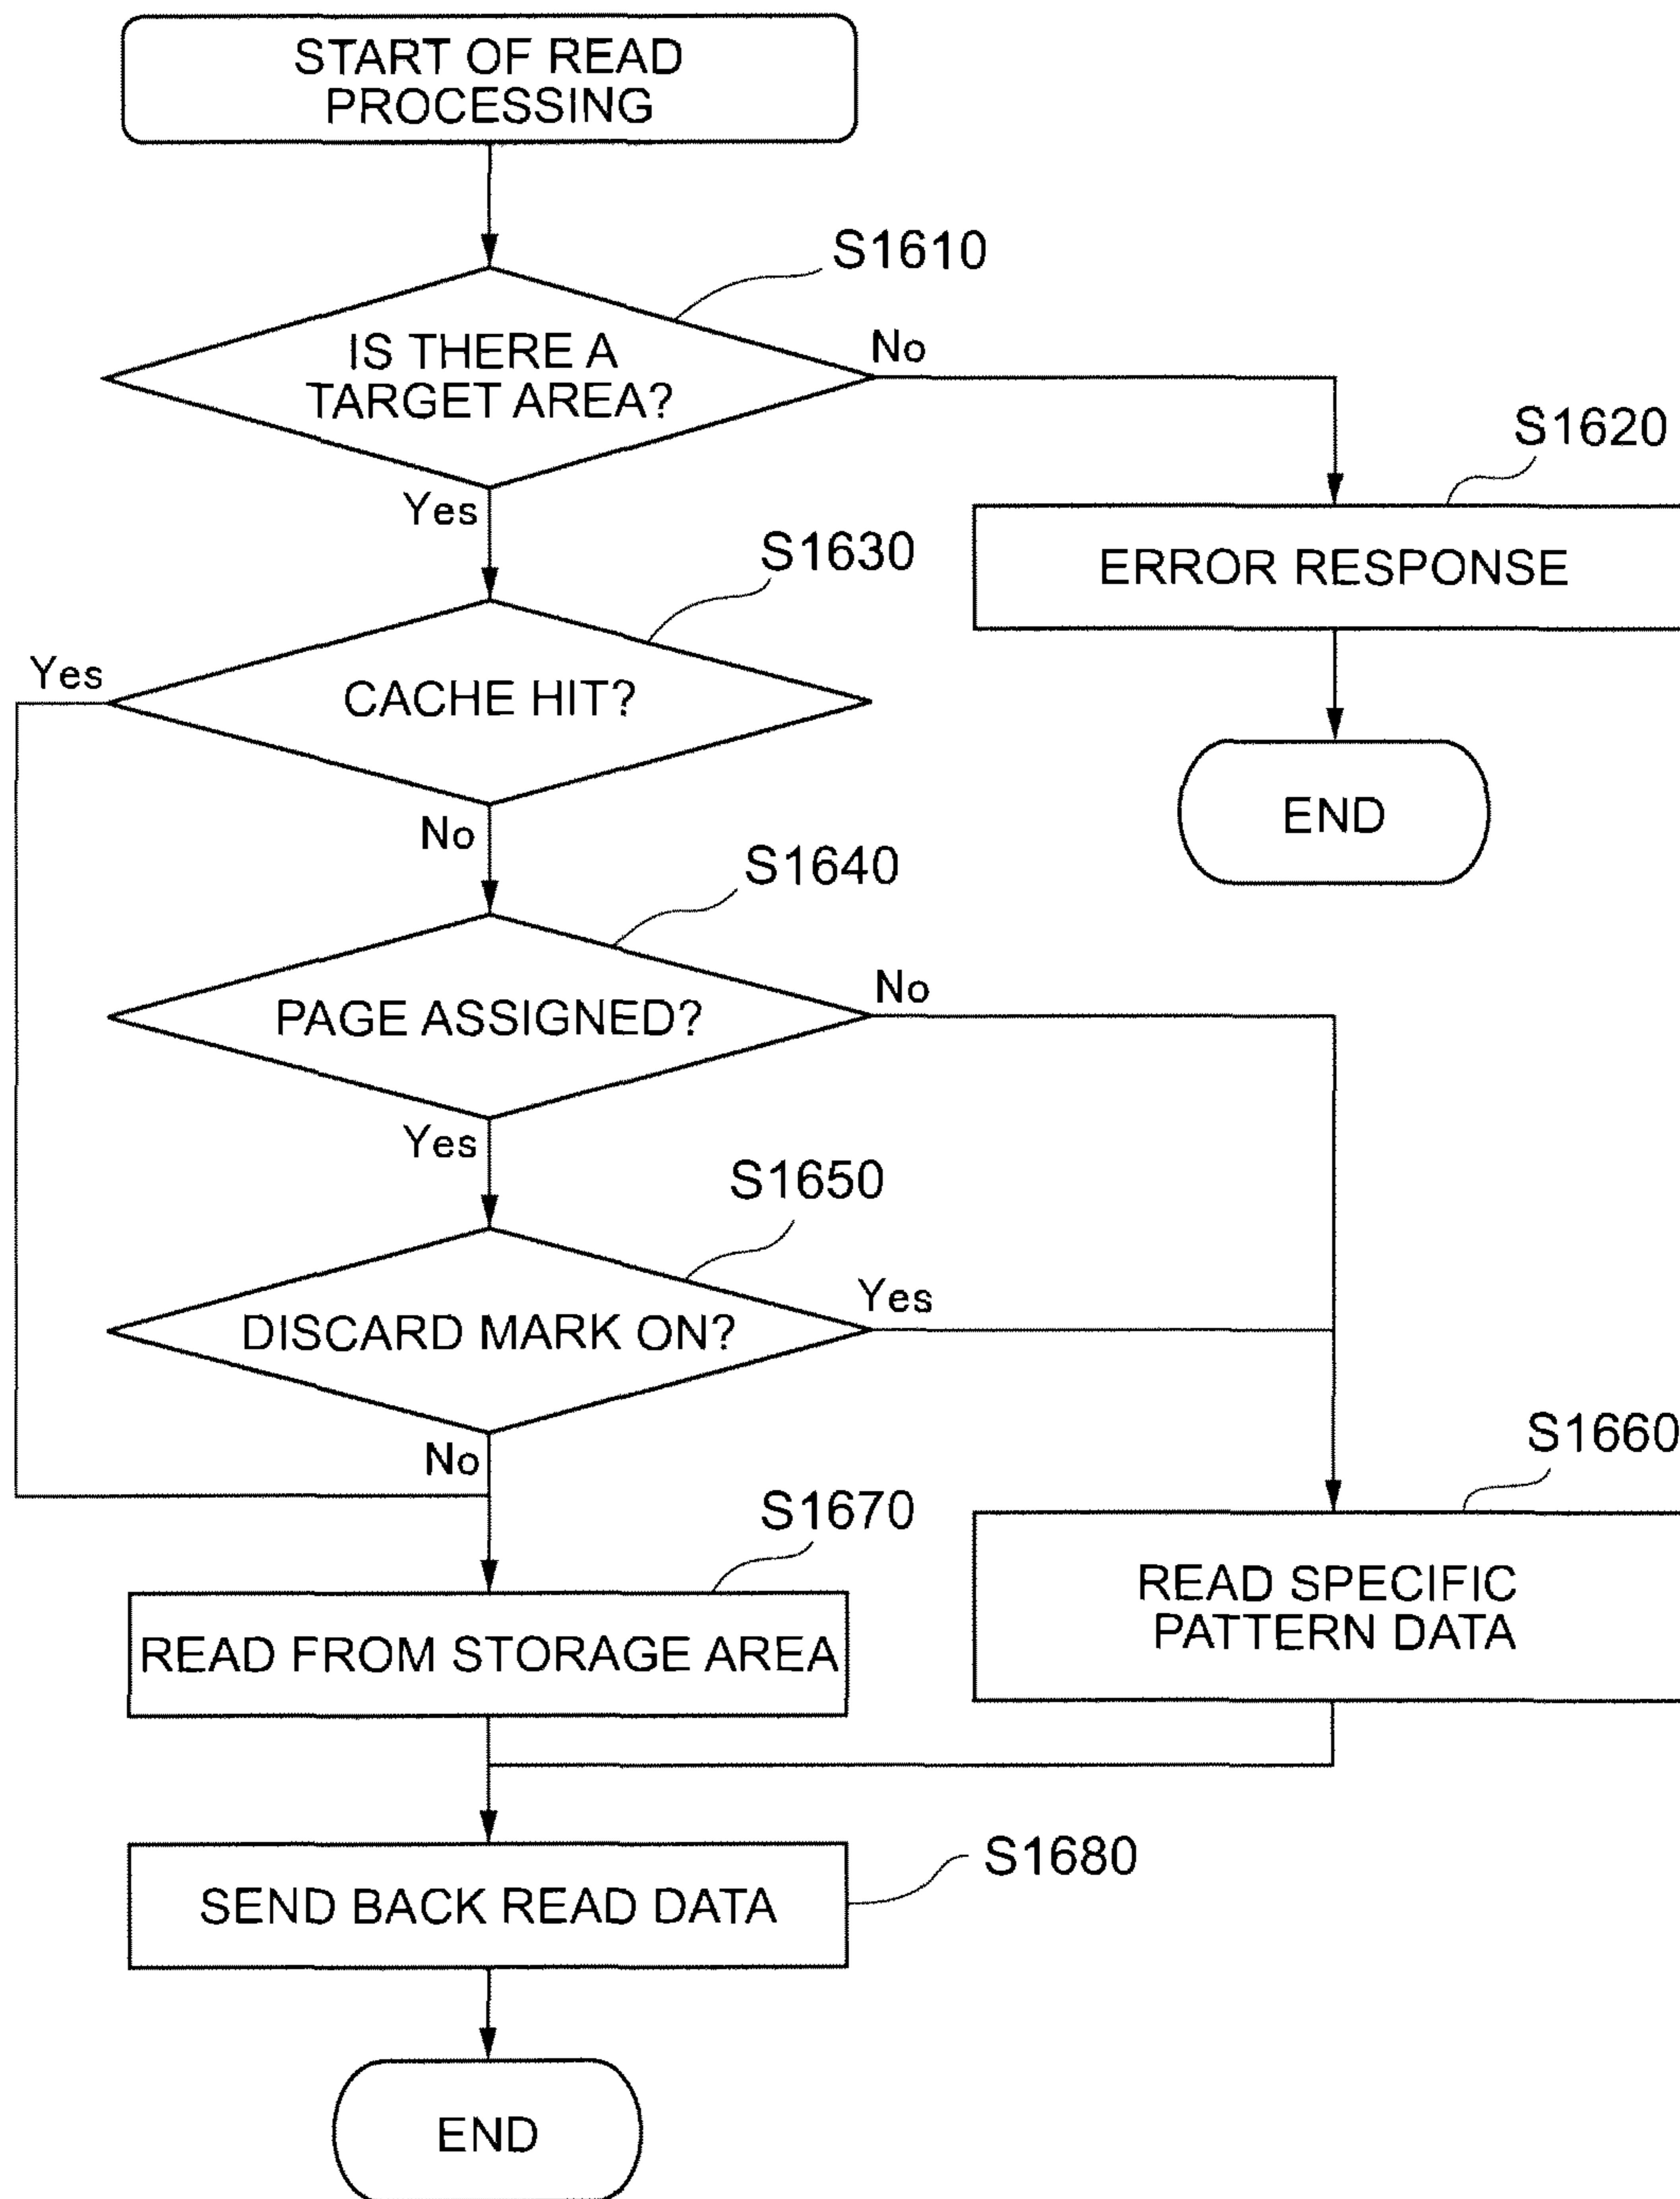 START OF READ
PROCESSING
S1610
IS THERE A
TARGET AREA?
No
Yes
S1620
ERROR RESPONSE
END
S1630
CACHE HIT?
Yes
No
S1640
PAGE ASSIGNED?
No
Yes
S1650
DISCARD MARK ON?
Yes
No
S1660
READ SPECIFIC
PATTERN DATA
S1670
READ FROM STORAGE AREA
S1680
SEND BACK READ DATA
END